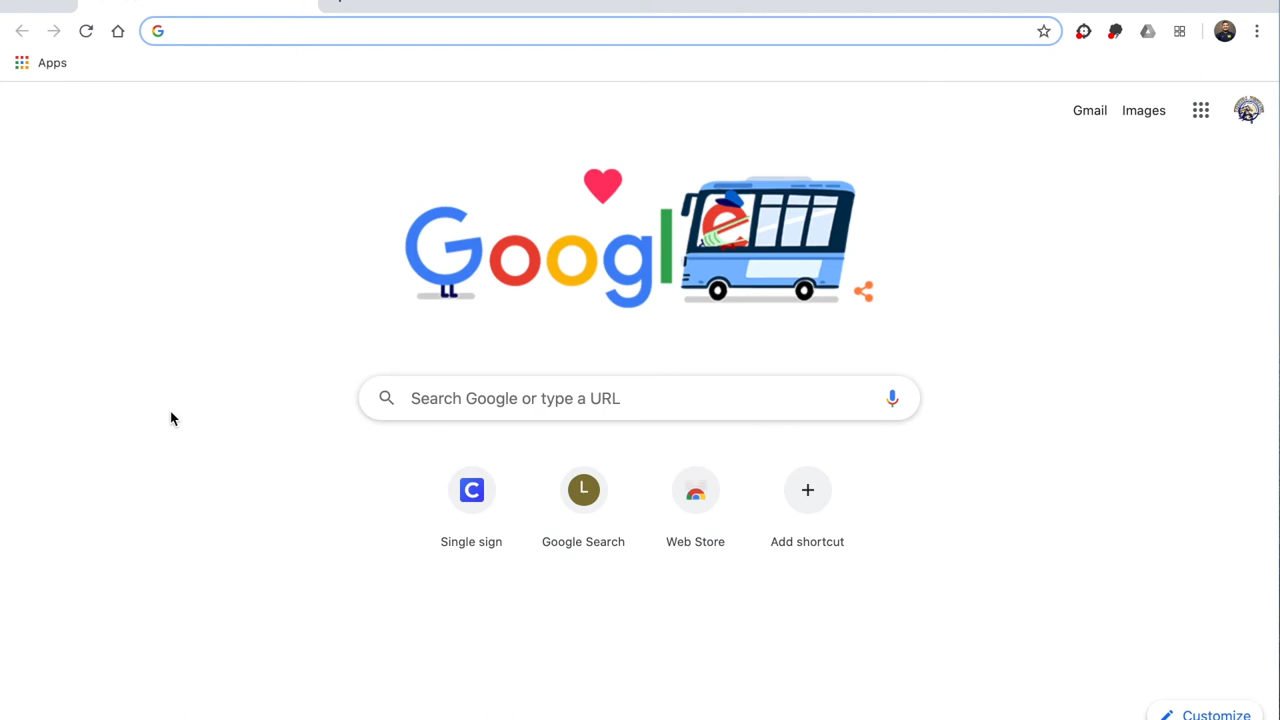 Apps
Gmail Images
Google
Search Google or type a URL
C
L
Single sign
Google Search
Web Store
Add shortcut
Customize